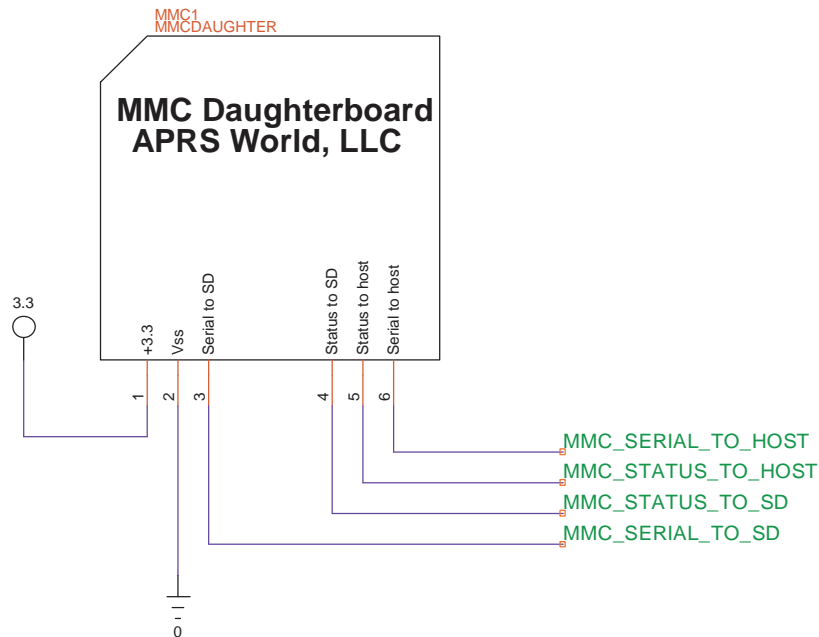 MMC1
MMCDAUGHTER
MMC Daughterboard
APRS World, LLC
3.3
+3.3
Vss
Serial to SD
Status to SD
Status to host
Serial to host
1
2
3
4
5
6
MMC_SERIAL_TO_HOST
MMC_STATUS_TO_HOST
MMC_STATUS_TO_SD
MMC_SERIAL_TO_SD
0